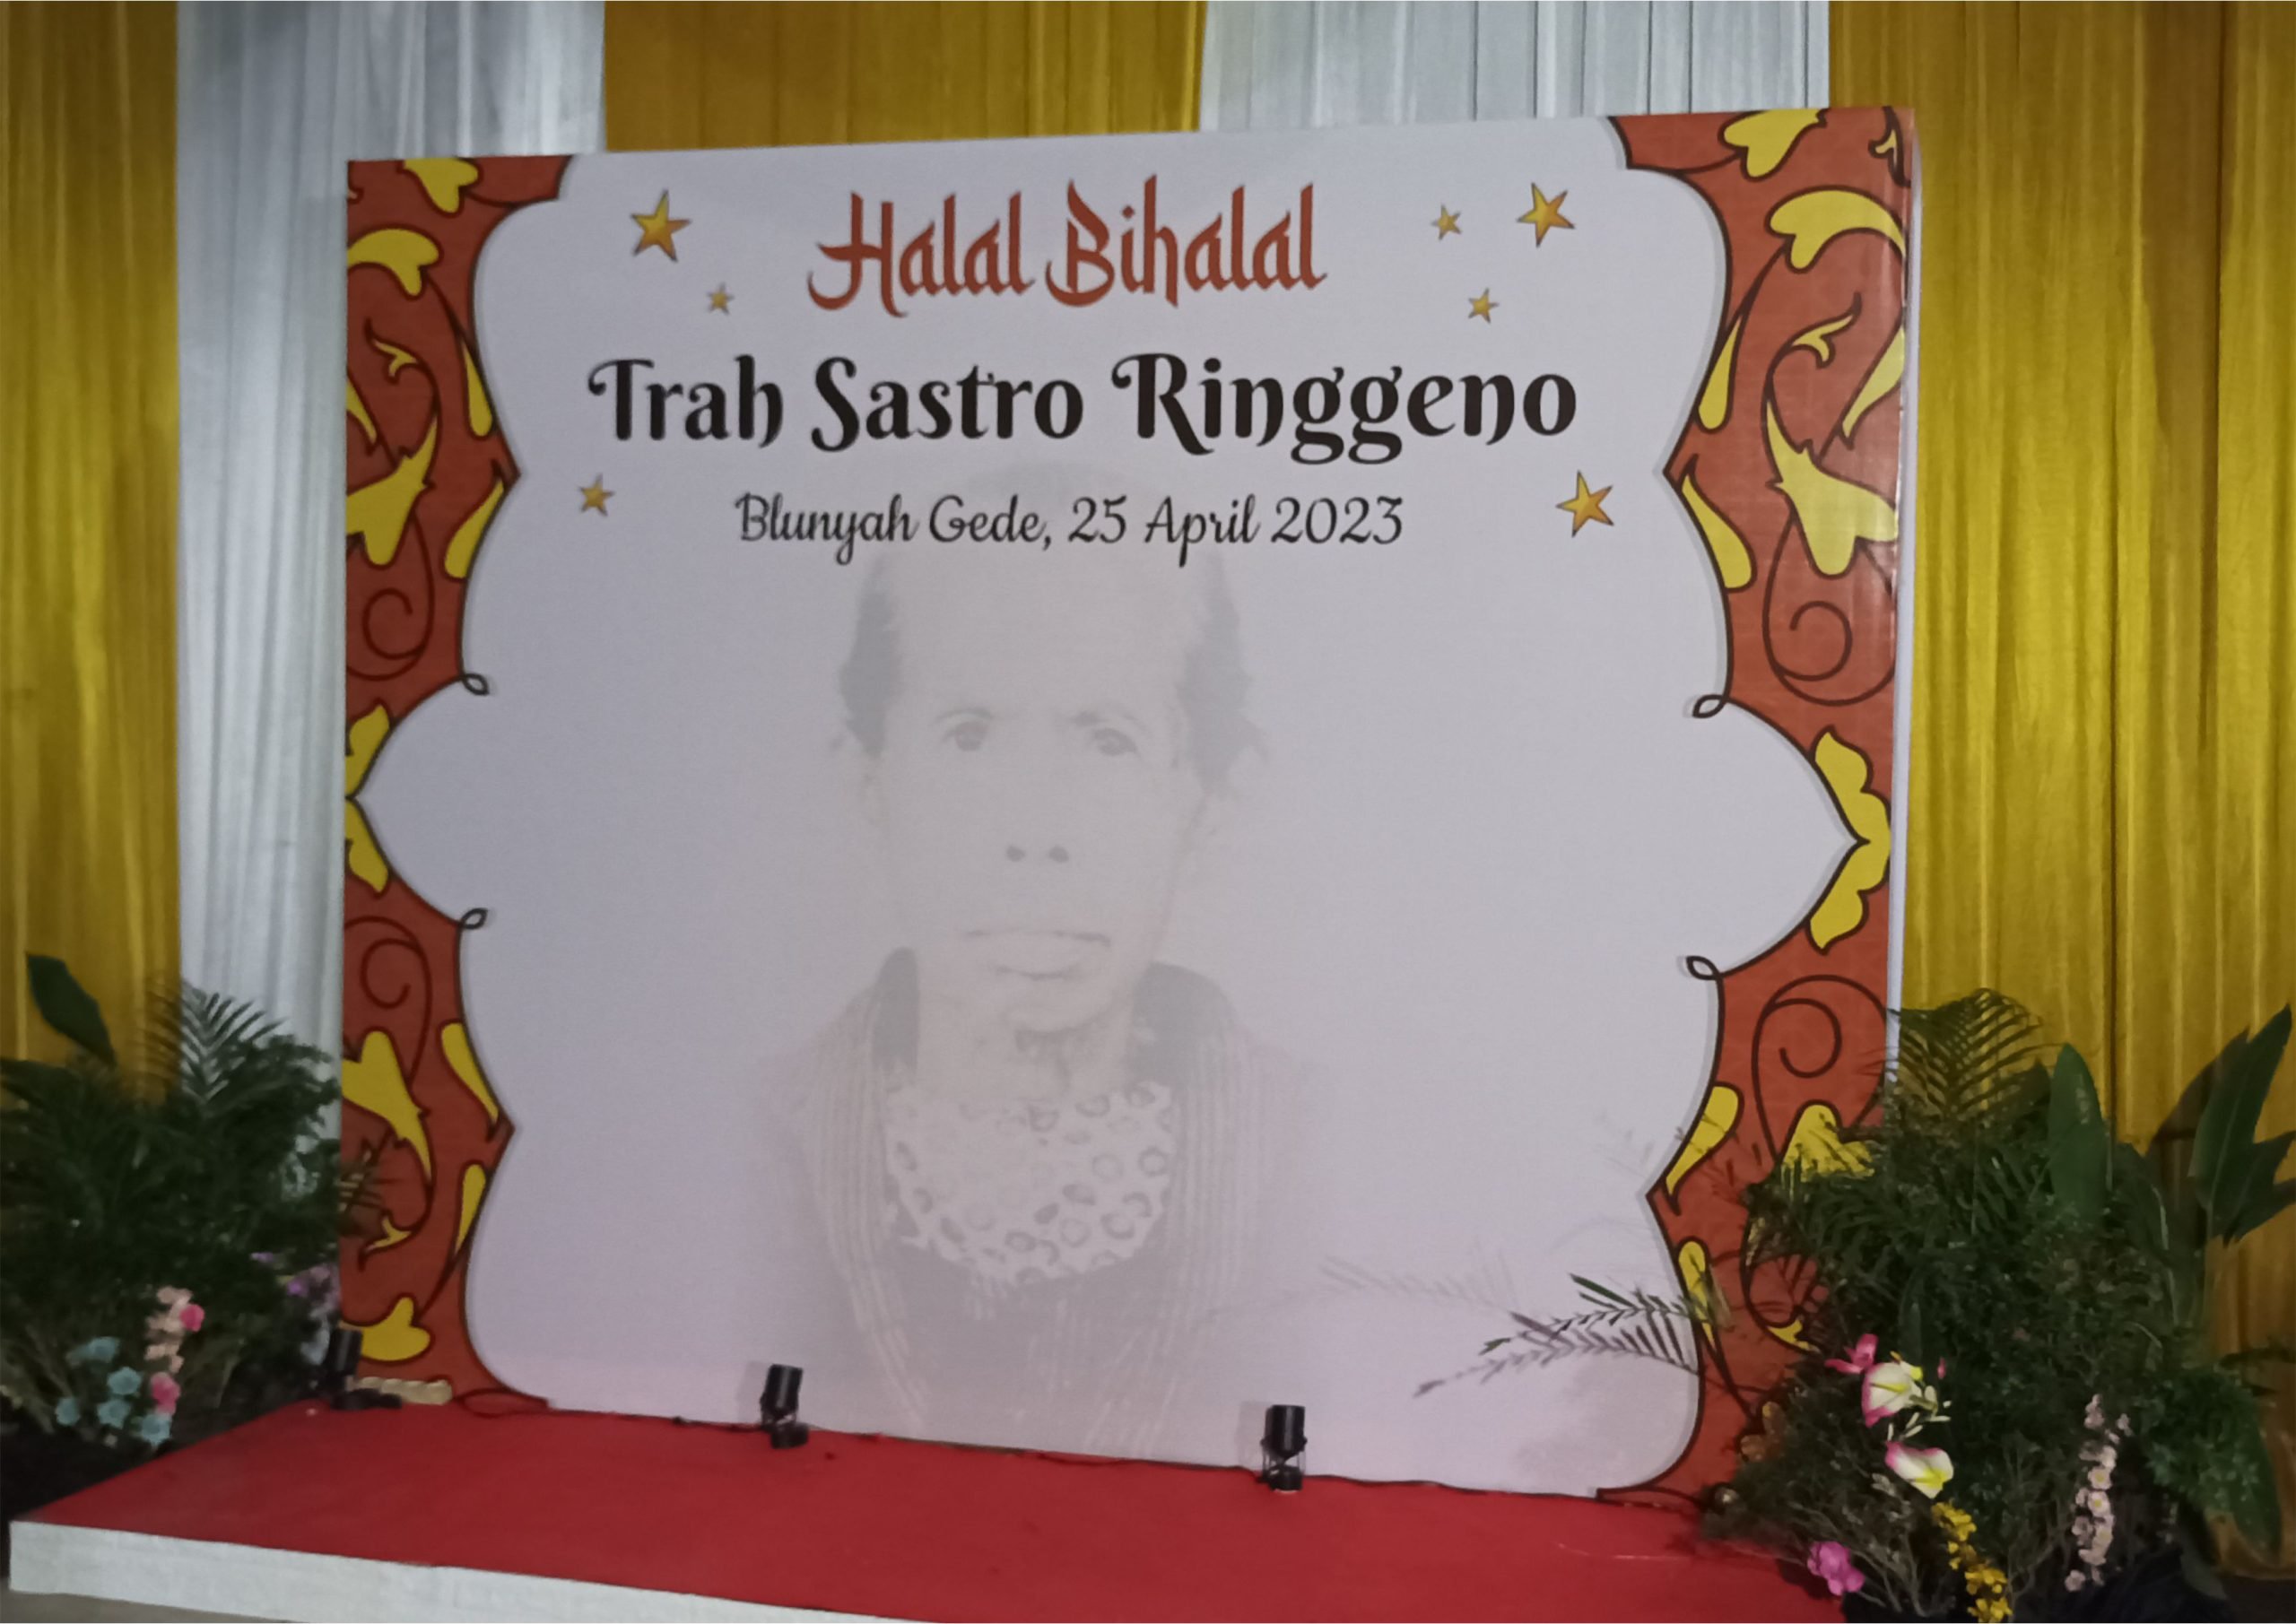 Halal Bihalal
Trah Sastro Ringgeno
Blunyah Gede, 25 April 2023